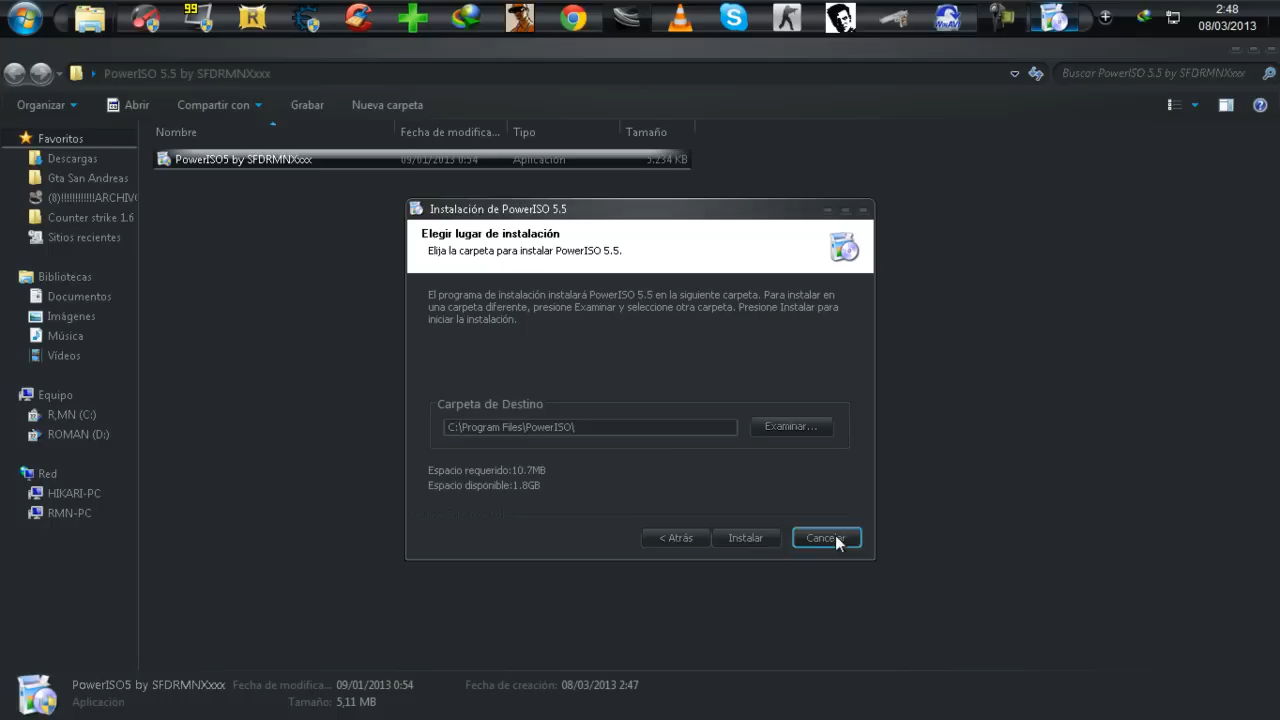 99
2:48
08/03/2013
PowerISO 5.5 by SFDRMNXxxx
Buscar PowerISO 5.5 by SFDRMNXxxx
Organizar
Abrir
Compartir con
Grabar
Nueva carpeta
Favoritos
Descargas
Gta San Andreas
(8)!!!!!!!!!!!!ARCHIVO
Counter strike 1.6
Sitios recientes
Bibliotecas
Documentos
Imágenes
Música
Vídeos
Equipo
R,MN (C:)
ROMAN (D:)
Red
HIKARI-PC
RMN-PC
Nombre
Fecha de modifica...
Tipo
Tamaño
PowerISO5 by SFDRMNXxxx
09/01/2013 0:54
Aplicación
5.234 KB
Instalación de PowerISO 5.5
Elegir lugar de instalación
Elija la carpeta para instalar PowerISO 5.5.
El programa de instalación instalará PowerISO 5.5 en la siguiente carpeta. Para instalar en
una carpeta diferente, presione Examinar y seleccione otra carpeta. Presione Instalar para
iniciar la instalación.
Carpeta de Destino
C:\Program Files\PowerISO\
Examinar...
Espacio requerido:10.7MB
Espacio disponible:1.8GB
< Atrás
Instalar
Cancelar
PowerISO5 by SFDRMNXxxx
Fecha de modifica... 09/01/2013 0:54
Fecha de creación: 08/03/2013 2:47
Aplicación
Tamaño: 5,11 MB